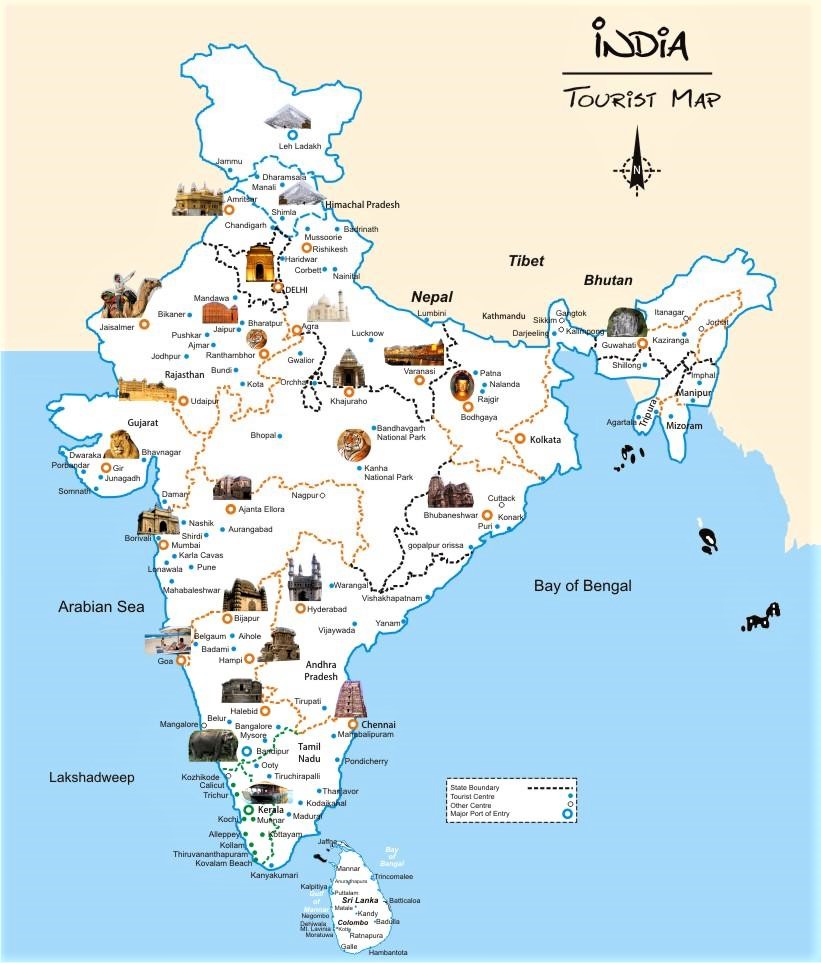 INDIA
TOURIST MAP
N
Leh Ladakh
Jammu
Dharamsala
Manali
Amritsar
Himachal Pradesh
Shimla
Chandigarh
Badrinath
Mussoorie
Rishikesh
Haridwar
Corbett
Nainital
Tibet
DELHI
Bhutan
Nepal
Mandawa
Lumbini
Kathmandu
Gangtok
Sikkim
Itanagar
Bikaner
Bharatpur
Jaisalmer
Jaipur
Agra
Darjeeling
Kalimpong
Jorhat
Pushkar
Lucknow
Guwahati
Kaziranga
Ajmar
Jodhpur
Ranthambhor
Gwalior
Shillong
Bundi
Varanasi
Patna
Imphal
Rajasthan
Kota
Orchha
Nalanda
Manipur
Udaipur
Khajuraho
Rajgir
Bodhgaya
Tripura
Gujarat
Agartala
Mizoram
Bhopal
Bandhavgarh
National Park
Kolkata
Dwaraka
Bhavnagar
Porbandar
Gir
Junagadh
Kanha
National Park
Somnath
Daman
Nagpur
Cuttack
Ajanta Ellora
Bhubaneshwar
Konark
Nashik
Puri
Shirdi
Aurangabad
Borivali
Mumbai
gopalpur orissa
Karla Cavas
Lonawala
Pune
Mahabaleshwar
Warangal
Bay of Bengal
Vishakhapatnam
Arabian Sea
Hyderabad
Bijapur
Yanam
Vijaywada
Belgaum
Aihole
Badami
Goa
Hampi
Andhra
Pradesh
Tirupati
Halebid
Belur
Mangalore
Bangalore
Chennai
Mysore
Mahabalipuram
Bandipur
Tamil
Nadu
Pondicherry
Ooty
Lakshadweep
Kozhikode
Tiruchirapalli
Calicut
Trichur
Thanjavor
Kodaikanal
Kerala
Kochi
Munnar
Madurai
Alleppey
Kottayam
Kollam
Thiruvananthapuram
Kovalam Beach
Kanyakumari
State Boundary
Tourist Centre
Other Centre
Major Port of Entry
Jaffna
Bay
of
Bengal
Mannar
Trincomalee
Anuradhapura
Kalpitiya
Puttalam
Gulf
of
Mannar
Sri Lanka
Batticaloa
Matale
Kandy
Negombo
Colombo
Badulla
Dehiwala
Mt. Lavinia
Kotte
Moratuwa
Ratnapura
Galle
Hambantota